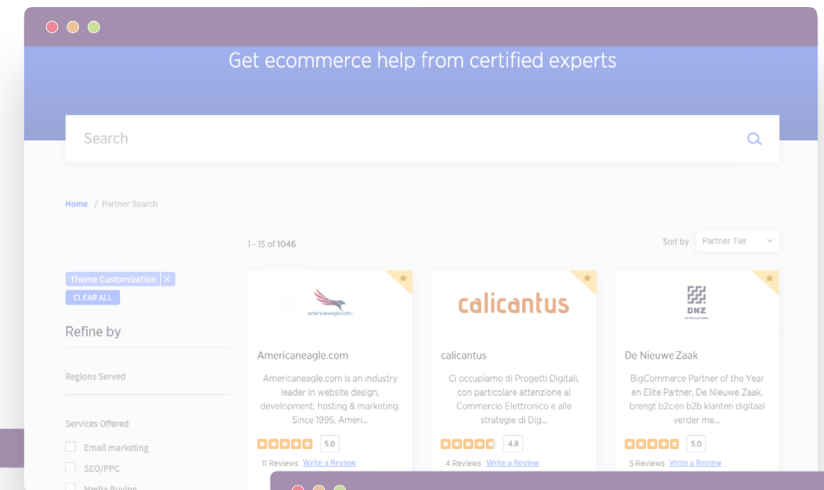 Get ecommerce help from certified experts
Search
Home / Partner Search
1 - 15 of 1046
Sort by Partner Tier
Theme Customization ×
CLEAR ALL
Refine by
Regions Served
Services Offered
Email marketing
SEO/PPC
Media Buying
americaneagle.com
Americaneagle.com
Americaneagle.com is an industry
leader in website design,
development, hosting & marketing.
Since 1995, Ameri...
5.0
11 Reviews Write a Review
calicantus
calicantus
Ci occupiamo di Progetti Digitali,
con particolare attenzione al
Commercio Elettronico e alle
strategie di Dig...
4.8
4 Reviews Write a Review
DNZ
De Nieuwe Zaak
BigCommerce Partner of the Year
en Elite Partner, De Nieuwe Zaak,
brengt b2c en b2b klanten digitaal
verder me...
5.0
5 Reviews Write a Review